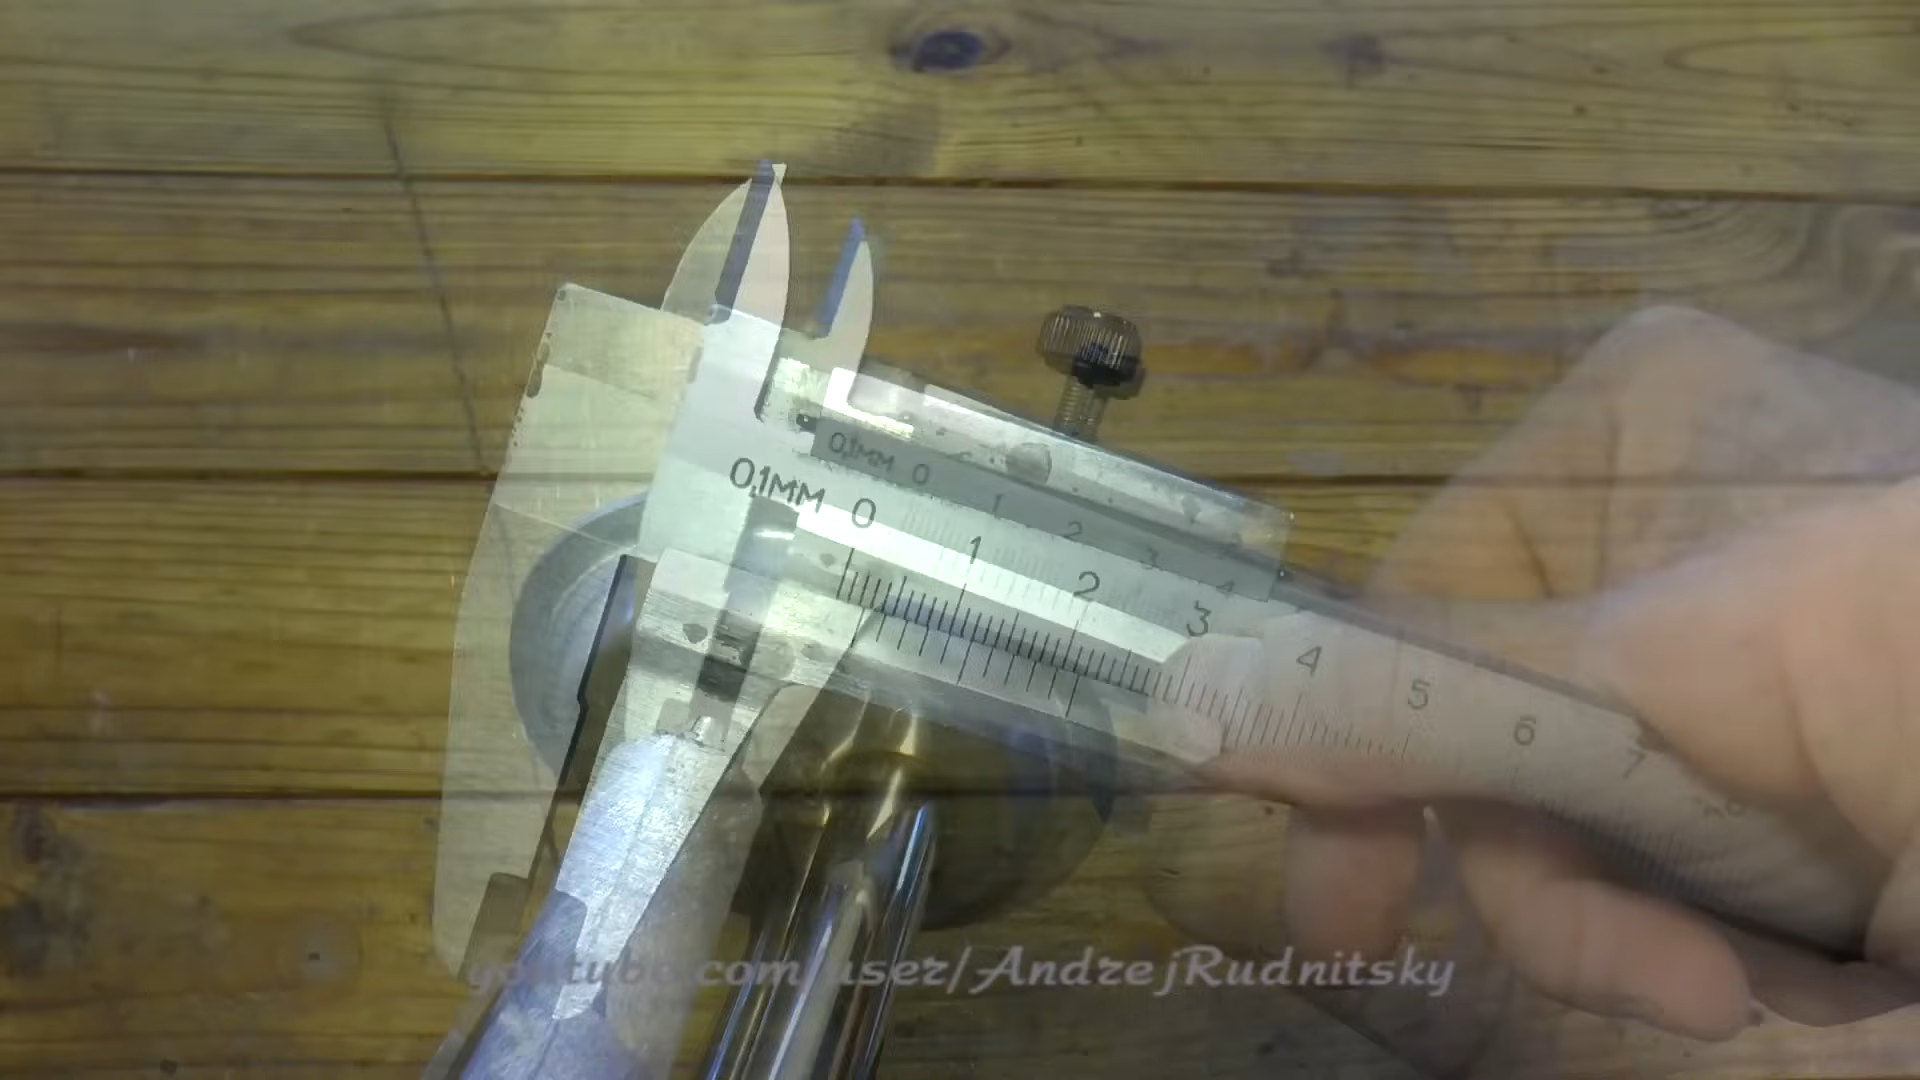 0,1MM 0 1 2 3 4
0,1MM 0 1 2 3 4 5 6 7 8
youtube.com/user/AndrejRudnitsky